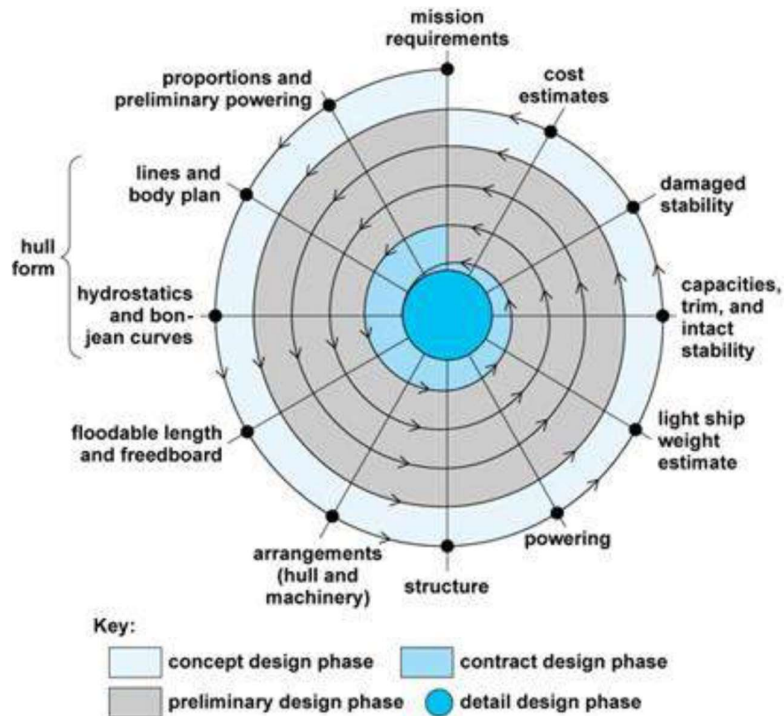 mission
requirements
cost
estimates
damaged
stability
capacities,
trim, and
intact
stability
light ship
weight
estimate
powering
structure
arrangements
(hull and
machinery)
floodable length
and freedboard
hydrostatics
and bon-
jean curves
lines and
body plan
proportions and
preliminary powering
hull
form
Key:
concept design phase
contract design phase
preliminary design phase
detail design phase